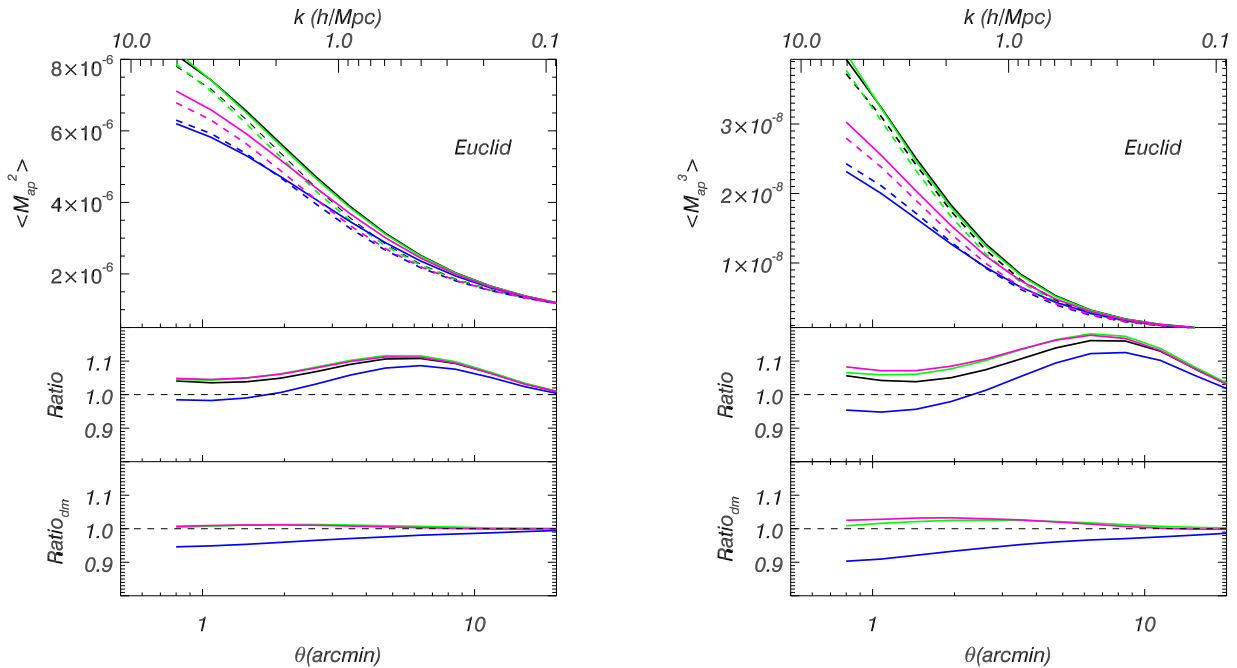 k (h/Mpc)
10.0 1.0 0.1
8×10⁻⁶
6×10⁻⁶
4×10⁻⁶
2×10⁻⁶
<M_ap²>
Euclid
1.1
1.0
0.9
Ratio
1.1
1.0
0.9
Ratio_dm
1 10
θ(arcmin)
k (h/Mpc)
10.0 1.0 0.1
3×10⁻⁸
2×10⁻⁸
1×10⁻⁸
<M_ap³>
Euclid
1.1
1.0
0.9
Ratio
1.1
1.0
0.9
Ratio_dm
1 10
θ(arcmin)